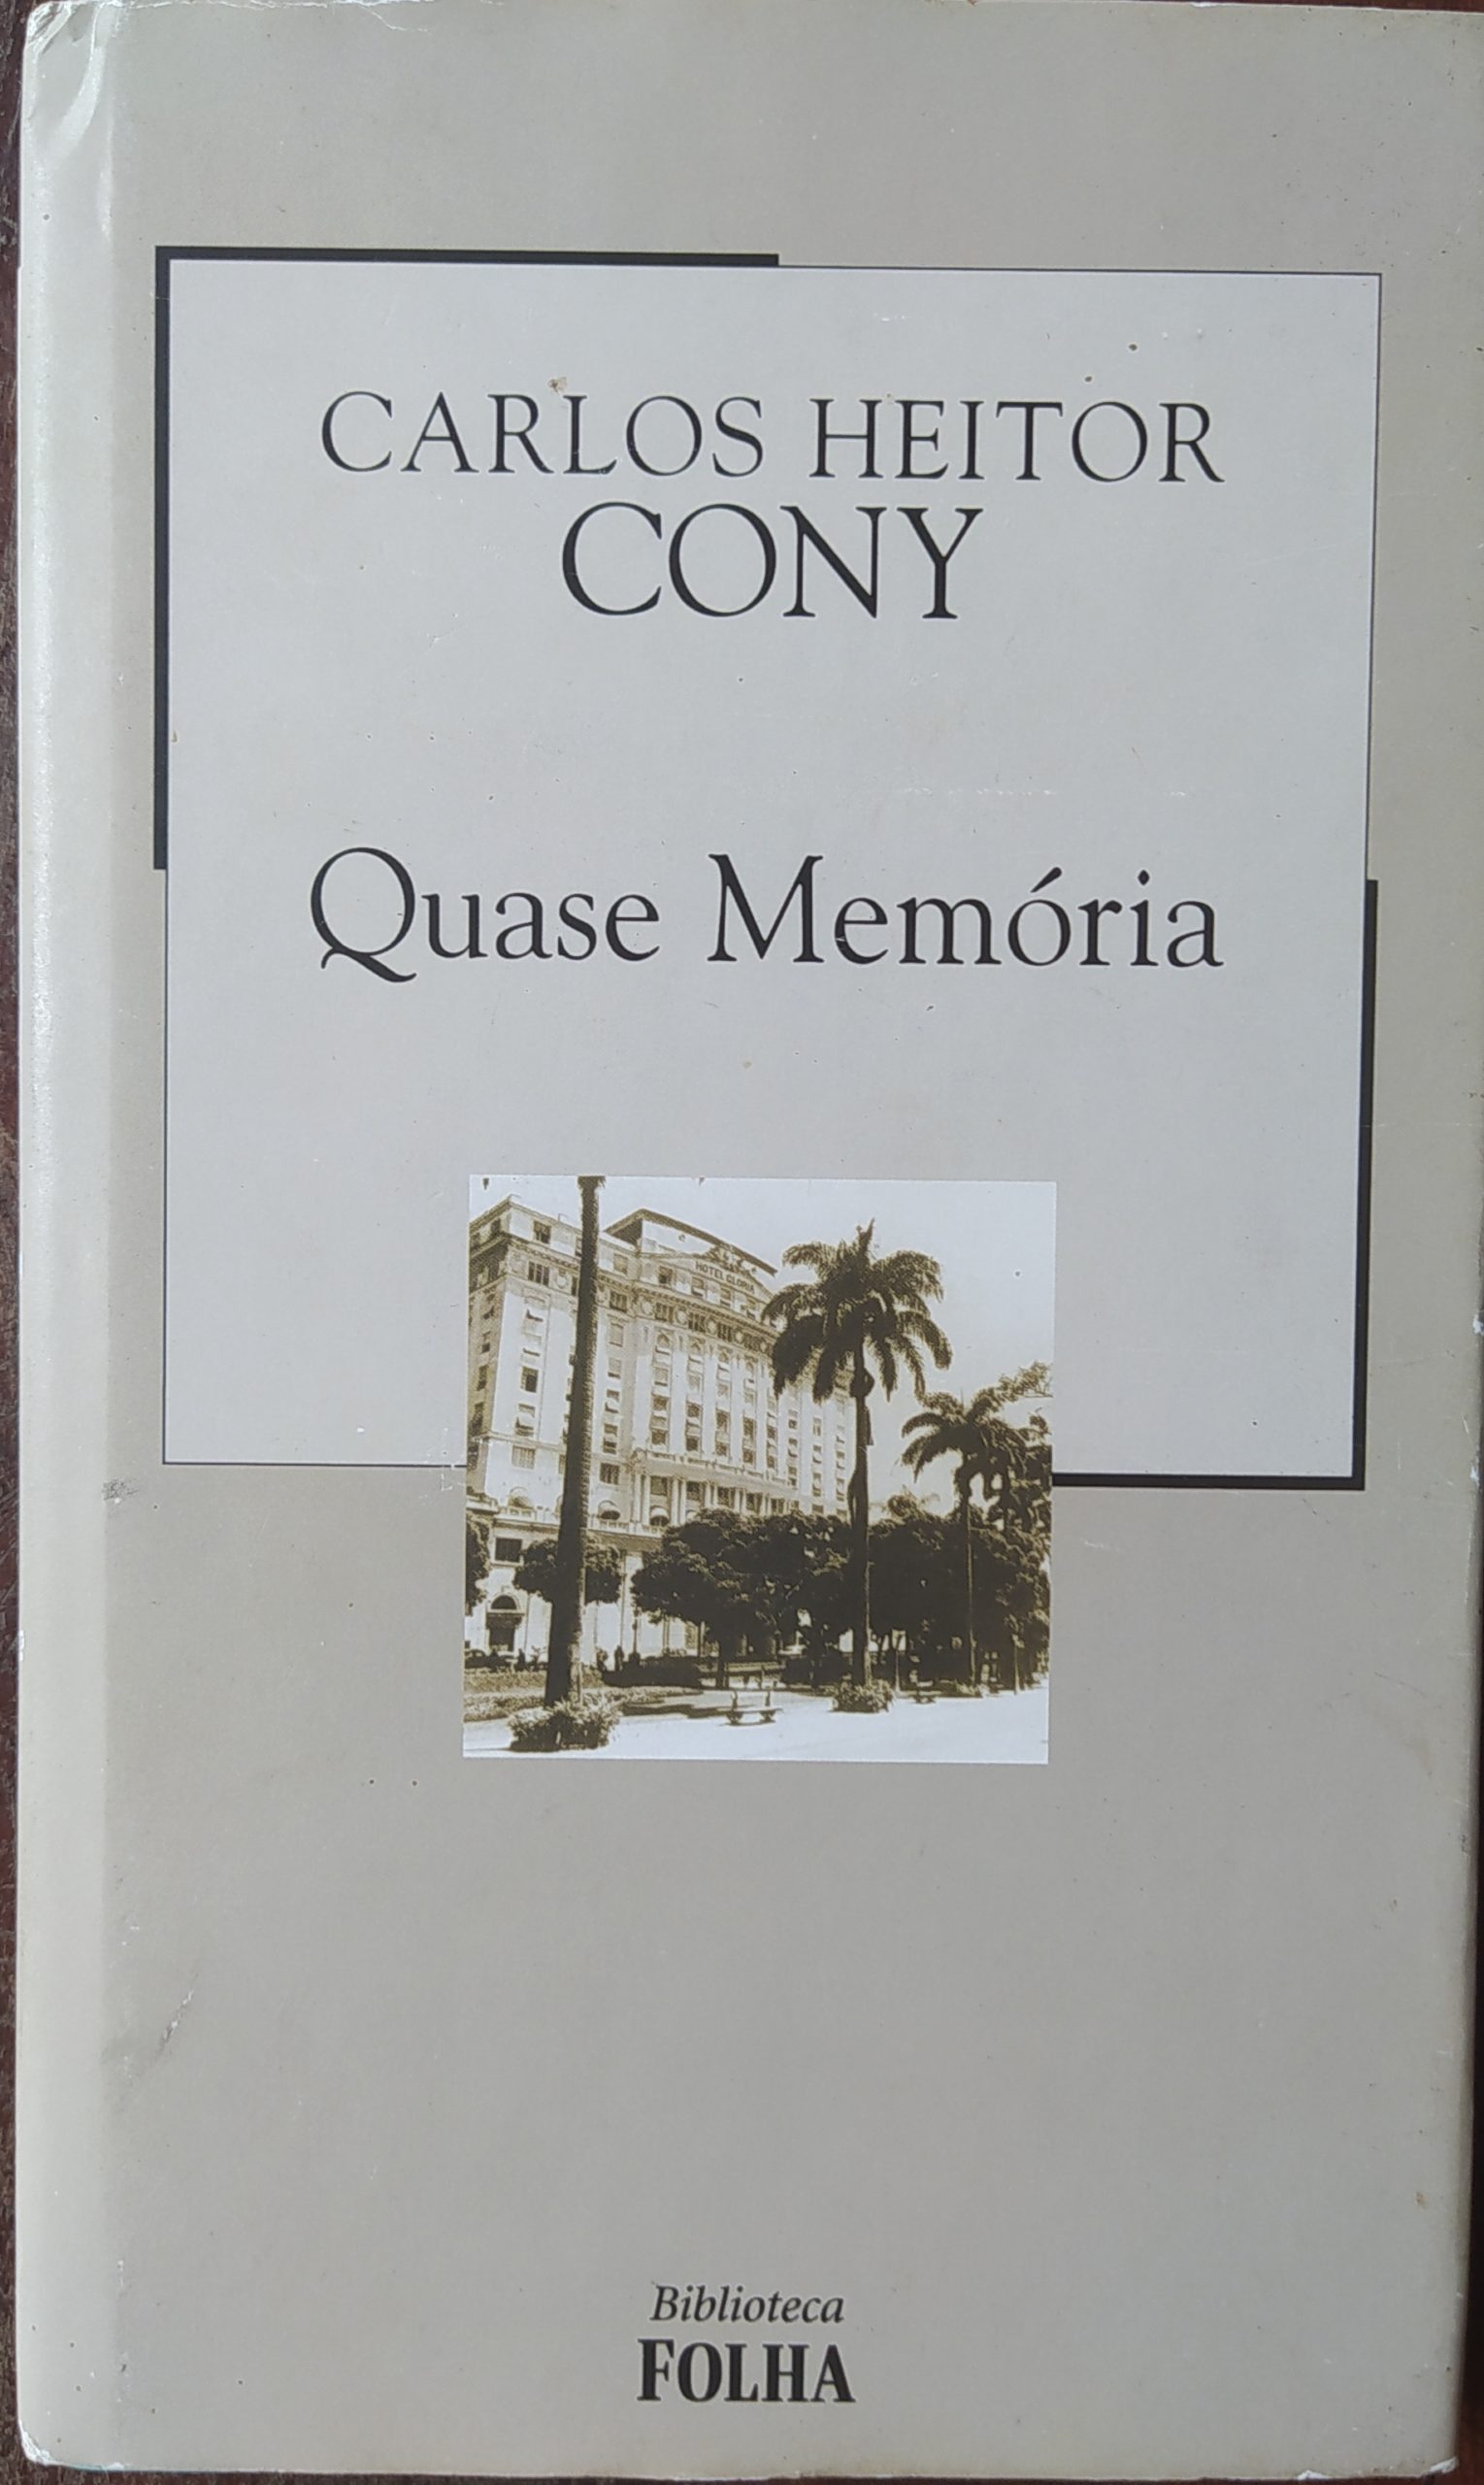 CARLOS HEITOR
CONY
Quase Memória
HOTEL GLORIA
Biblioteca
FOLHA